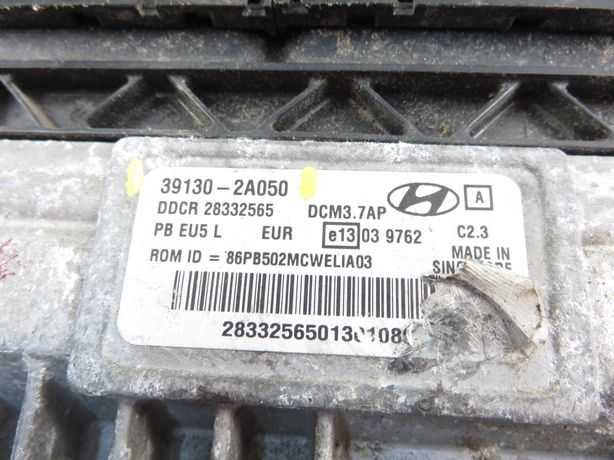 39130-2A050
A
DDCR 28332565 DCM3.7AP
PB EU5 L EUR e13 03 9762 C2.3
ROM ID = 86PB502MCWELIA03 MADE IN